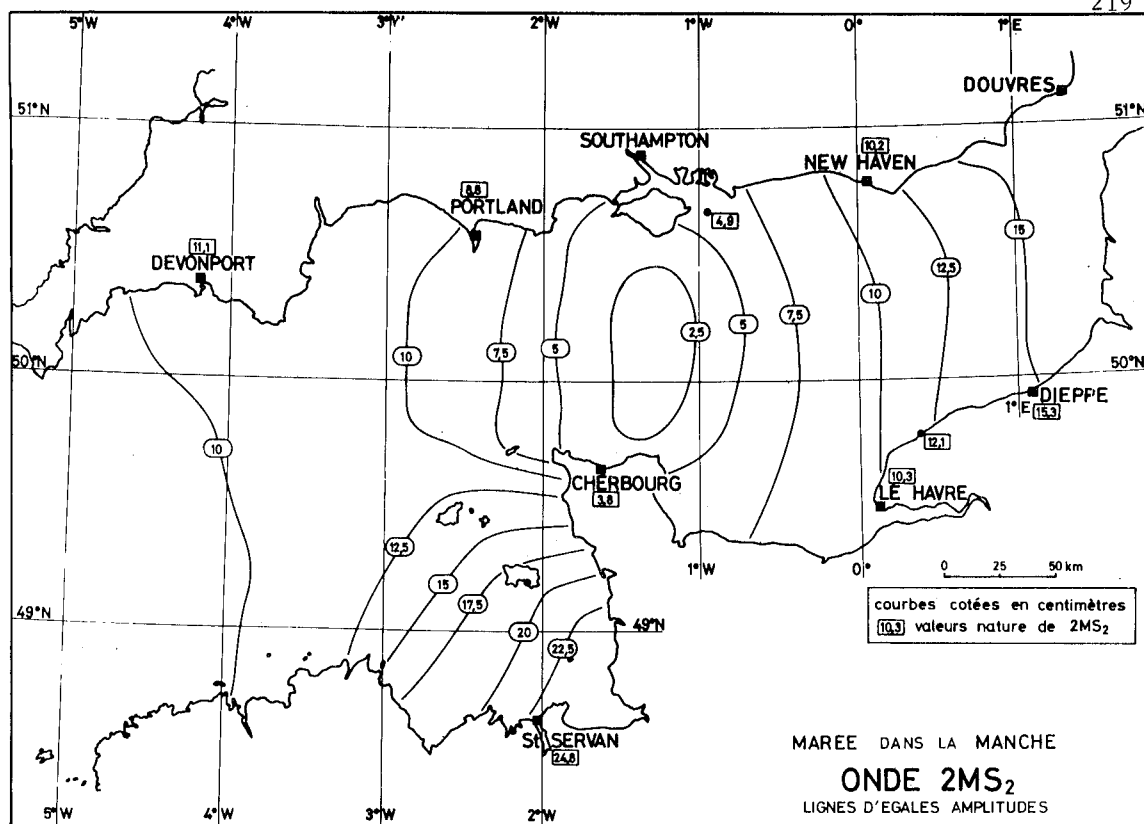 219
5°W 4°W 3°W 2°W 1°W 0° 1°E
DOUVRES
51°N 51°N
SOUTHAMPTON
10,2
NEW HAVEN
8,8
PORTLAND
4,9
15
11,1
DEVONPORT
12,5
10 7,5
2,5 5
10 7,5 5
50°N 50°N
1°E DIEPPE
15,3
12,1
10
CHERBOURG
3,8
10,3
LE HAVRE
12,5
1°W 0°
0 25 50 km
15
17,5
courbes cotées en centimètres
10,3 valeurs nature de 2MS₂
49°N 20 49°N
22,5
St SERVAN
24,8
MAREE DANS LA MANCHE
ONDE 2MS₂
LIGNES D'EGALES AMPLITUDES
5°W 4°W 3°W 2°W